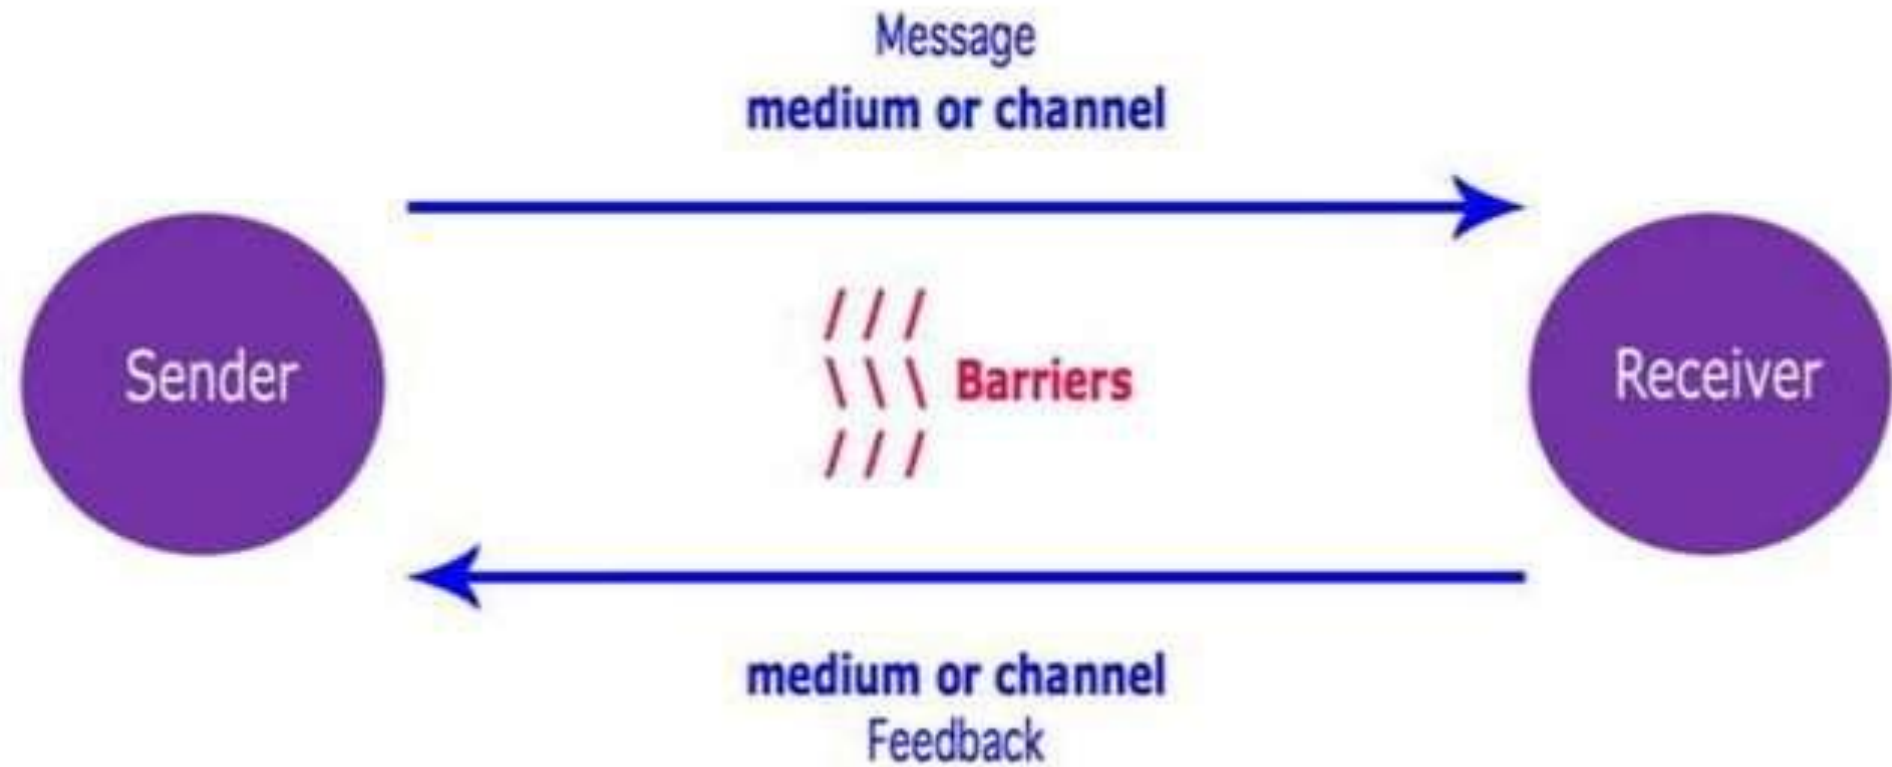 Message
medium or channel
Sender
Barriers
Receiver
medium or channel
Feedback